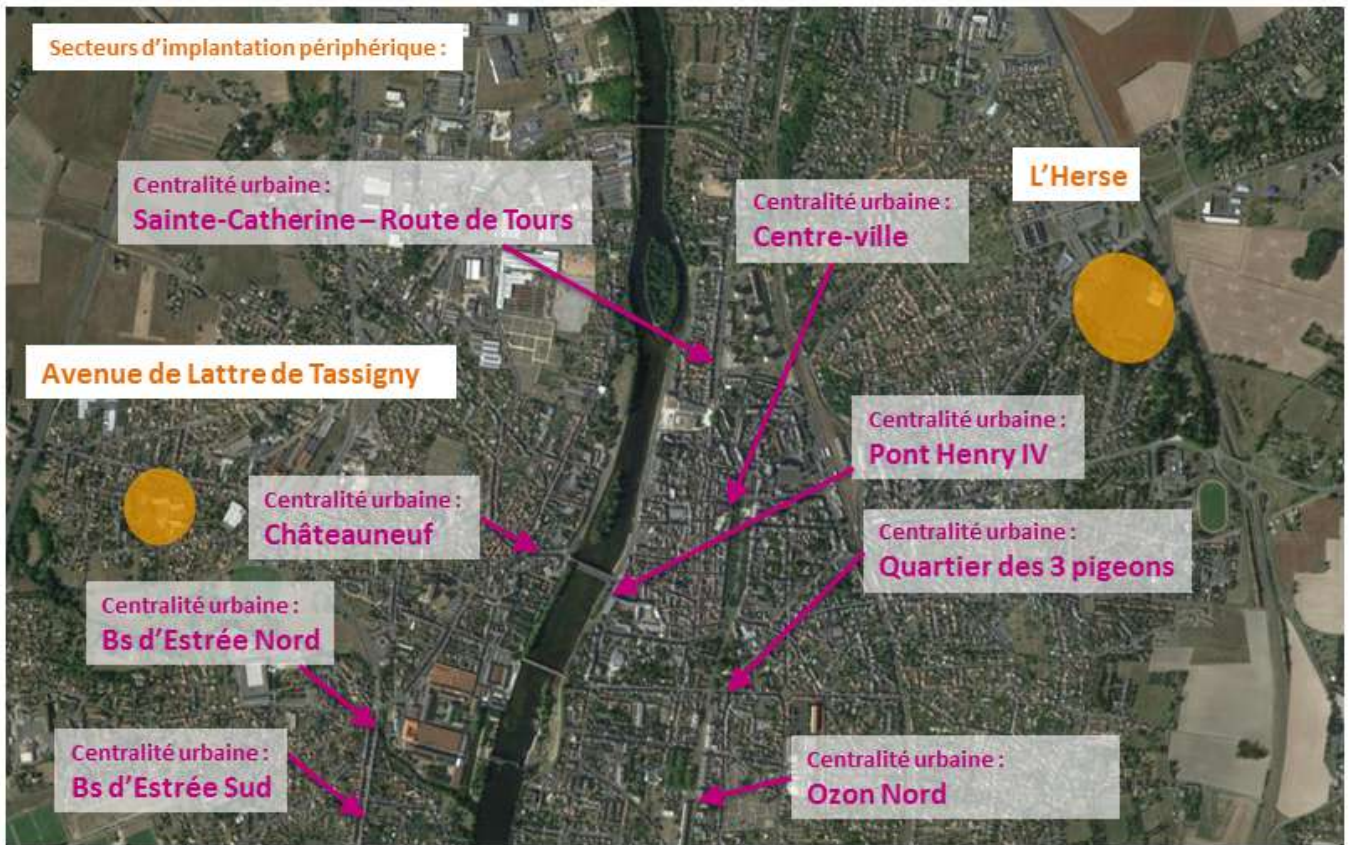 Secteurs d'implantation périphérique :
Centralité urbaine :
Sainte-Catherine – Route de Tours
Centralité urbaine :
Centre-ville
L'Herse
Avenue de Lattre de Tassigny
Centralité urbaine :
Pont Henry IV
Centralité urbaine :
Châteauneuf
Centralité urbaine :
Quartier des 3 pigeons
Centralité urbaine :
Bs d'Estrée Nord
Centralité urbaine :
Bs d'Estrée Sud
Centralité urbaine :
Ozon Nord